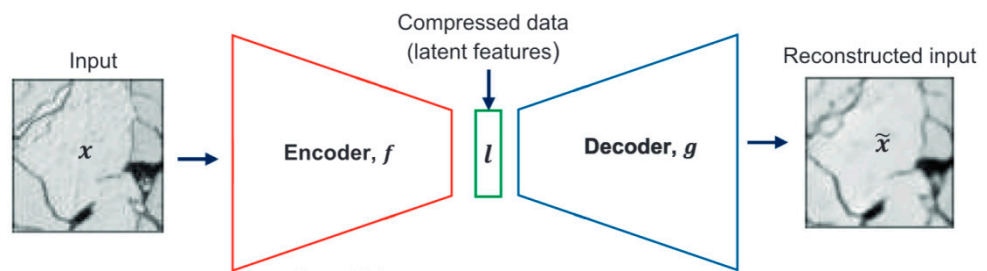 Compressed data
(latent features)
Input
Reconstructed input
x
Encoder, f
l
Decoder, g
x̃